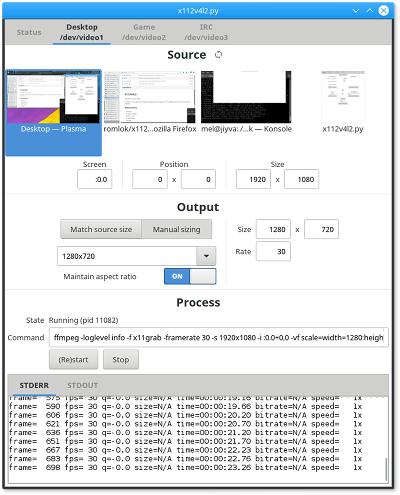 x112v4l2.py
Status
Desktop
/dev/video1
Game
/dev/video2
IRC
/dev/video3
Source
Desktop — Plasma
romlok/x112...ozilla Firefox
mel@jiyva: /...k — Konsole
x112v4l2.py
Screen
Position
Size
:0.0
0 x 0
1920 x 1080
Output
Match source size
Manual sizing
Size 1280 x 720
1280x720
Rate 30
Maintain aspect ratio
ON
Process
State Running (pid 11082)
Command ffmpeg -loglevel info -f x11grab -framerate 30 -s 1920x1080 -i :0.0+0,0 -vf scale=width=1280:heigh
(Re)start
Stop
STDERR
STDOUT
frame= 575 fps= 30 q=-0.0 size=N/A time=00:00:19.16 bitrate=N/A speed= 1x
frame= 590 fps= 30 q=-0.0 size=N/A time=00:00:19.66 bitrate=N/A speed= 1x
frame= 606 fps= 30 q=-0.0 size=N/A time=00:00:20.20 bitrate=N/A speed= 1x
frame= 621 fps= 30 q=-0.0 size=N/A time=00:00:20.70 bitrate=N/A speed= 1x
frame= 636 fps= 30 q=-0.0 size=N/A time=00:00:21.20 bitrate=N/A speed= 1x
frame= 651 fps= 30 q=-0.0 size=N/A time=00:00:21.70 bitrate=N/A speed= 1x
frame= 667 fps= 30 q=-0.0 size=N/A time=00:00:22.23 bitrate=N/A speed= 1x
frame= 683 fps= 30 q=-0.0 size=N/A time=00:00:22.76 bitrate=N/A speed= 1x
frame= 698 fps= 30 q=-0.0 size=N/A time=00:00:23.26 bitrate=N/A speed= 1x